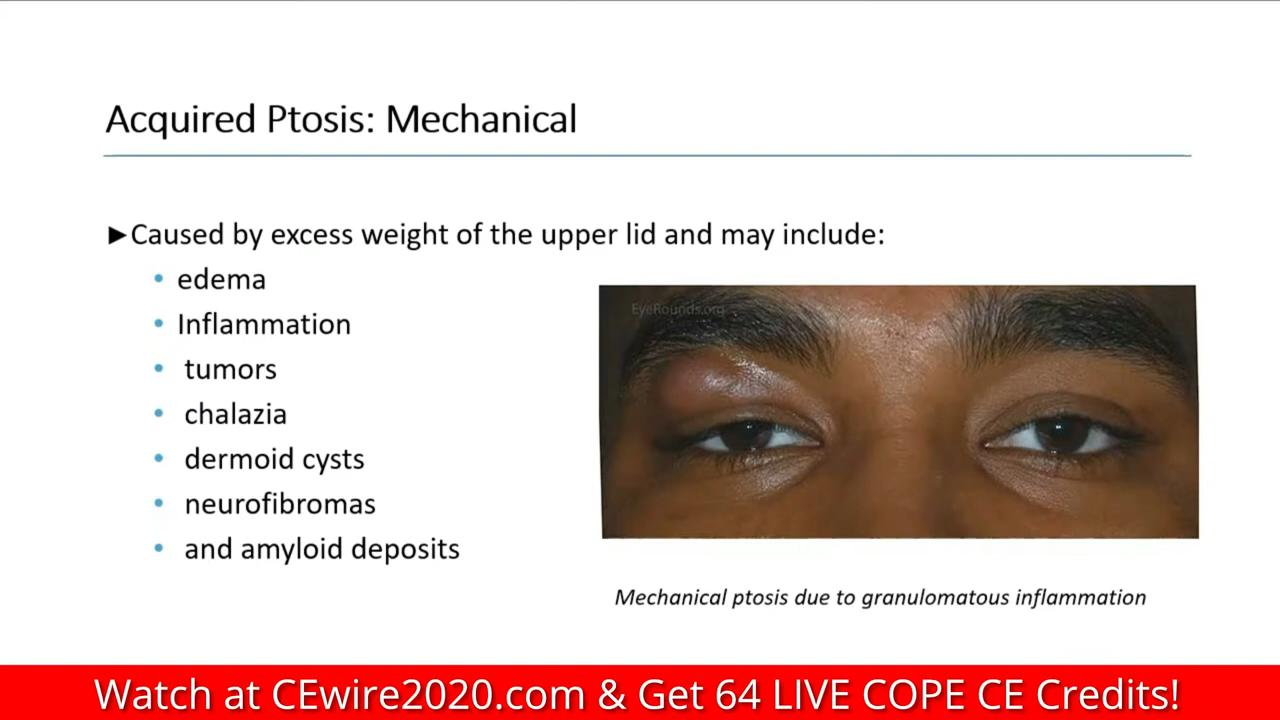 Acquired Ptosis: Mechanical
►Caused by excess weight of the upper lid and may include:
• edema
• Inflammation
• tumors
• chalazia
• dermoid cysts
• neurofibromas
• and amyloid deposits
EyeRounds.org
Mechanical ptosis due to granulomatous inflammation
Watch at CEwire2020.com & Get 64 LIVE COPE CE Credits!